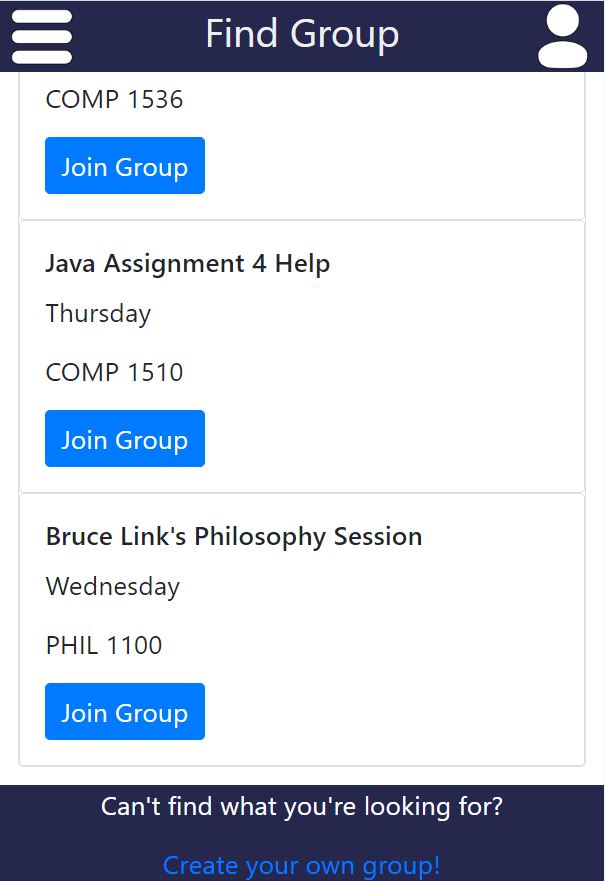 Find Group
COMP 1536
Join Group
Java Assignment 4 Help
Thursday
COMP 1510
Join Group
Bruce Link's Philosophy Session
Wednesday
PHIL 1100
Join Group
Can't find what you're looking for?
Create your own group!